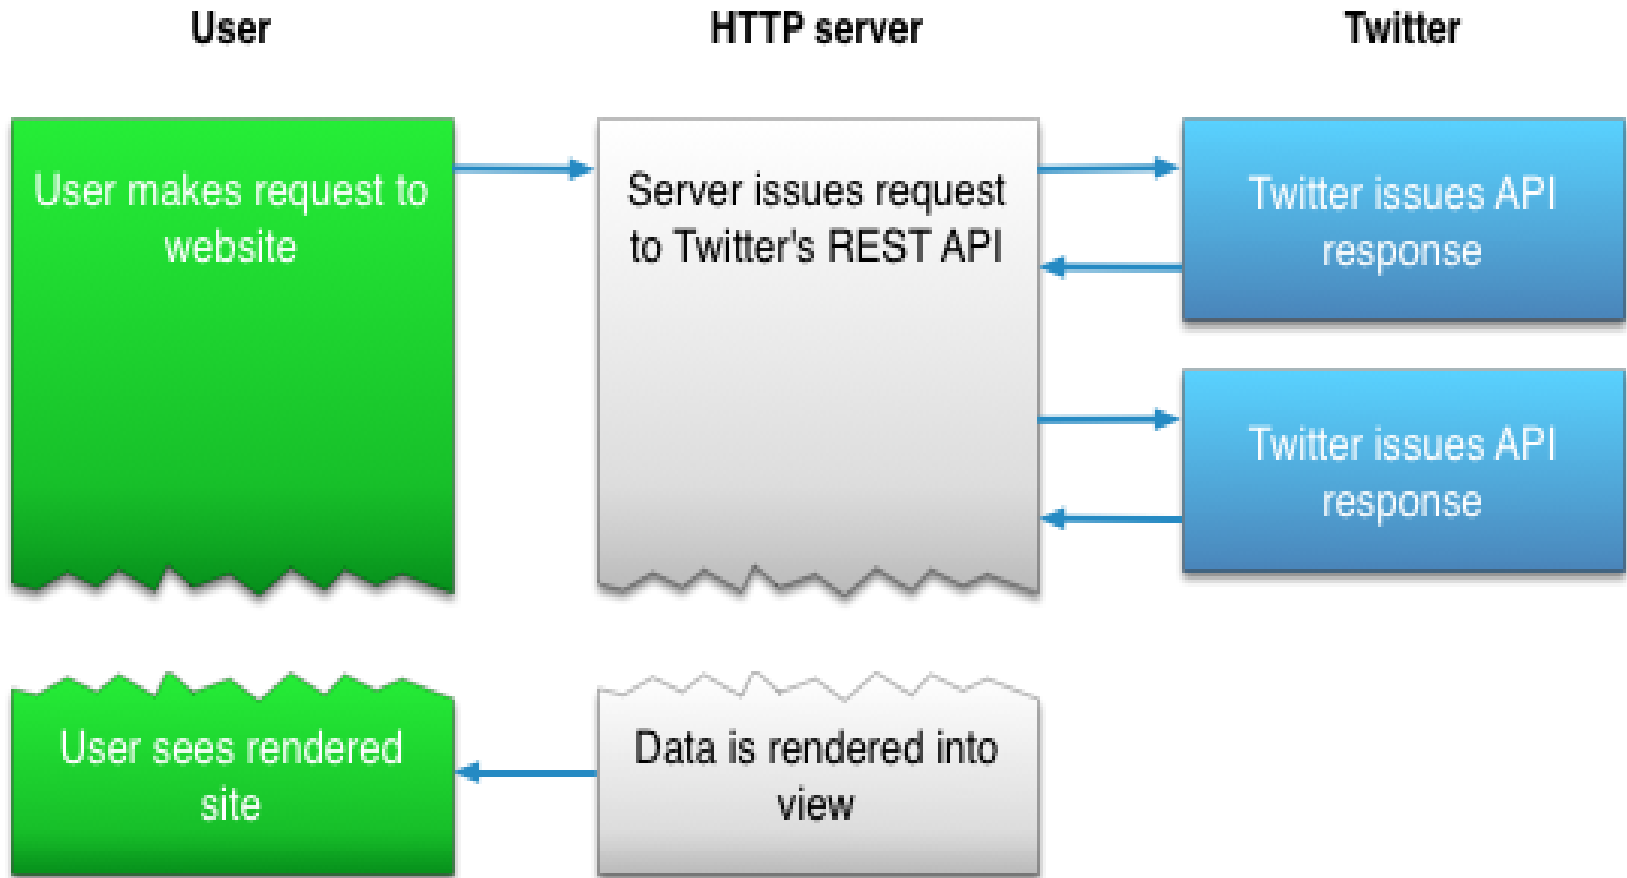 User
HTTP server
Twitter
User makes request to
website
Server issues request
to Twitter's REST API
Twitter issues API
response
Twitter issues API
response
User sees rendered
site
Data is rendered into
view